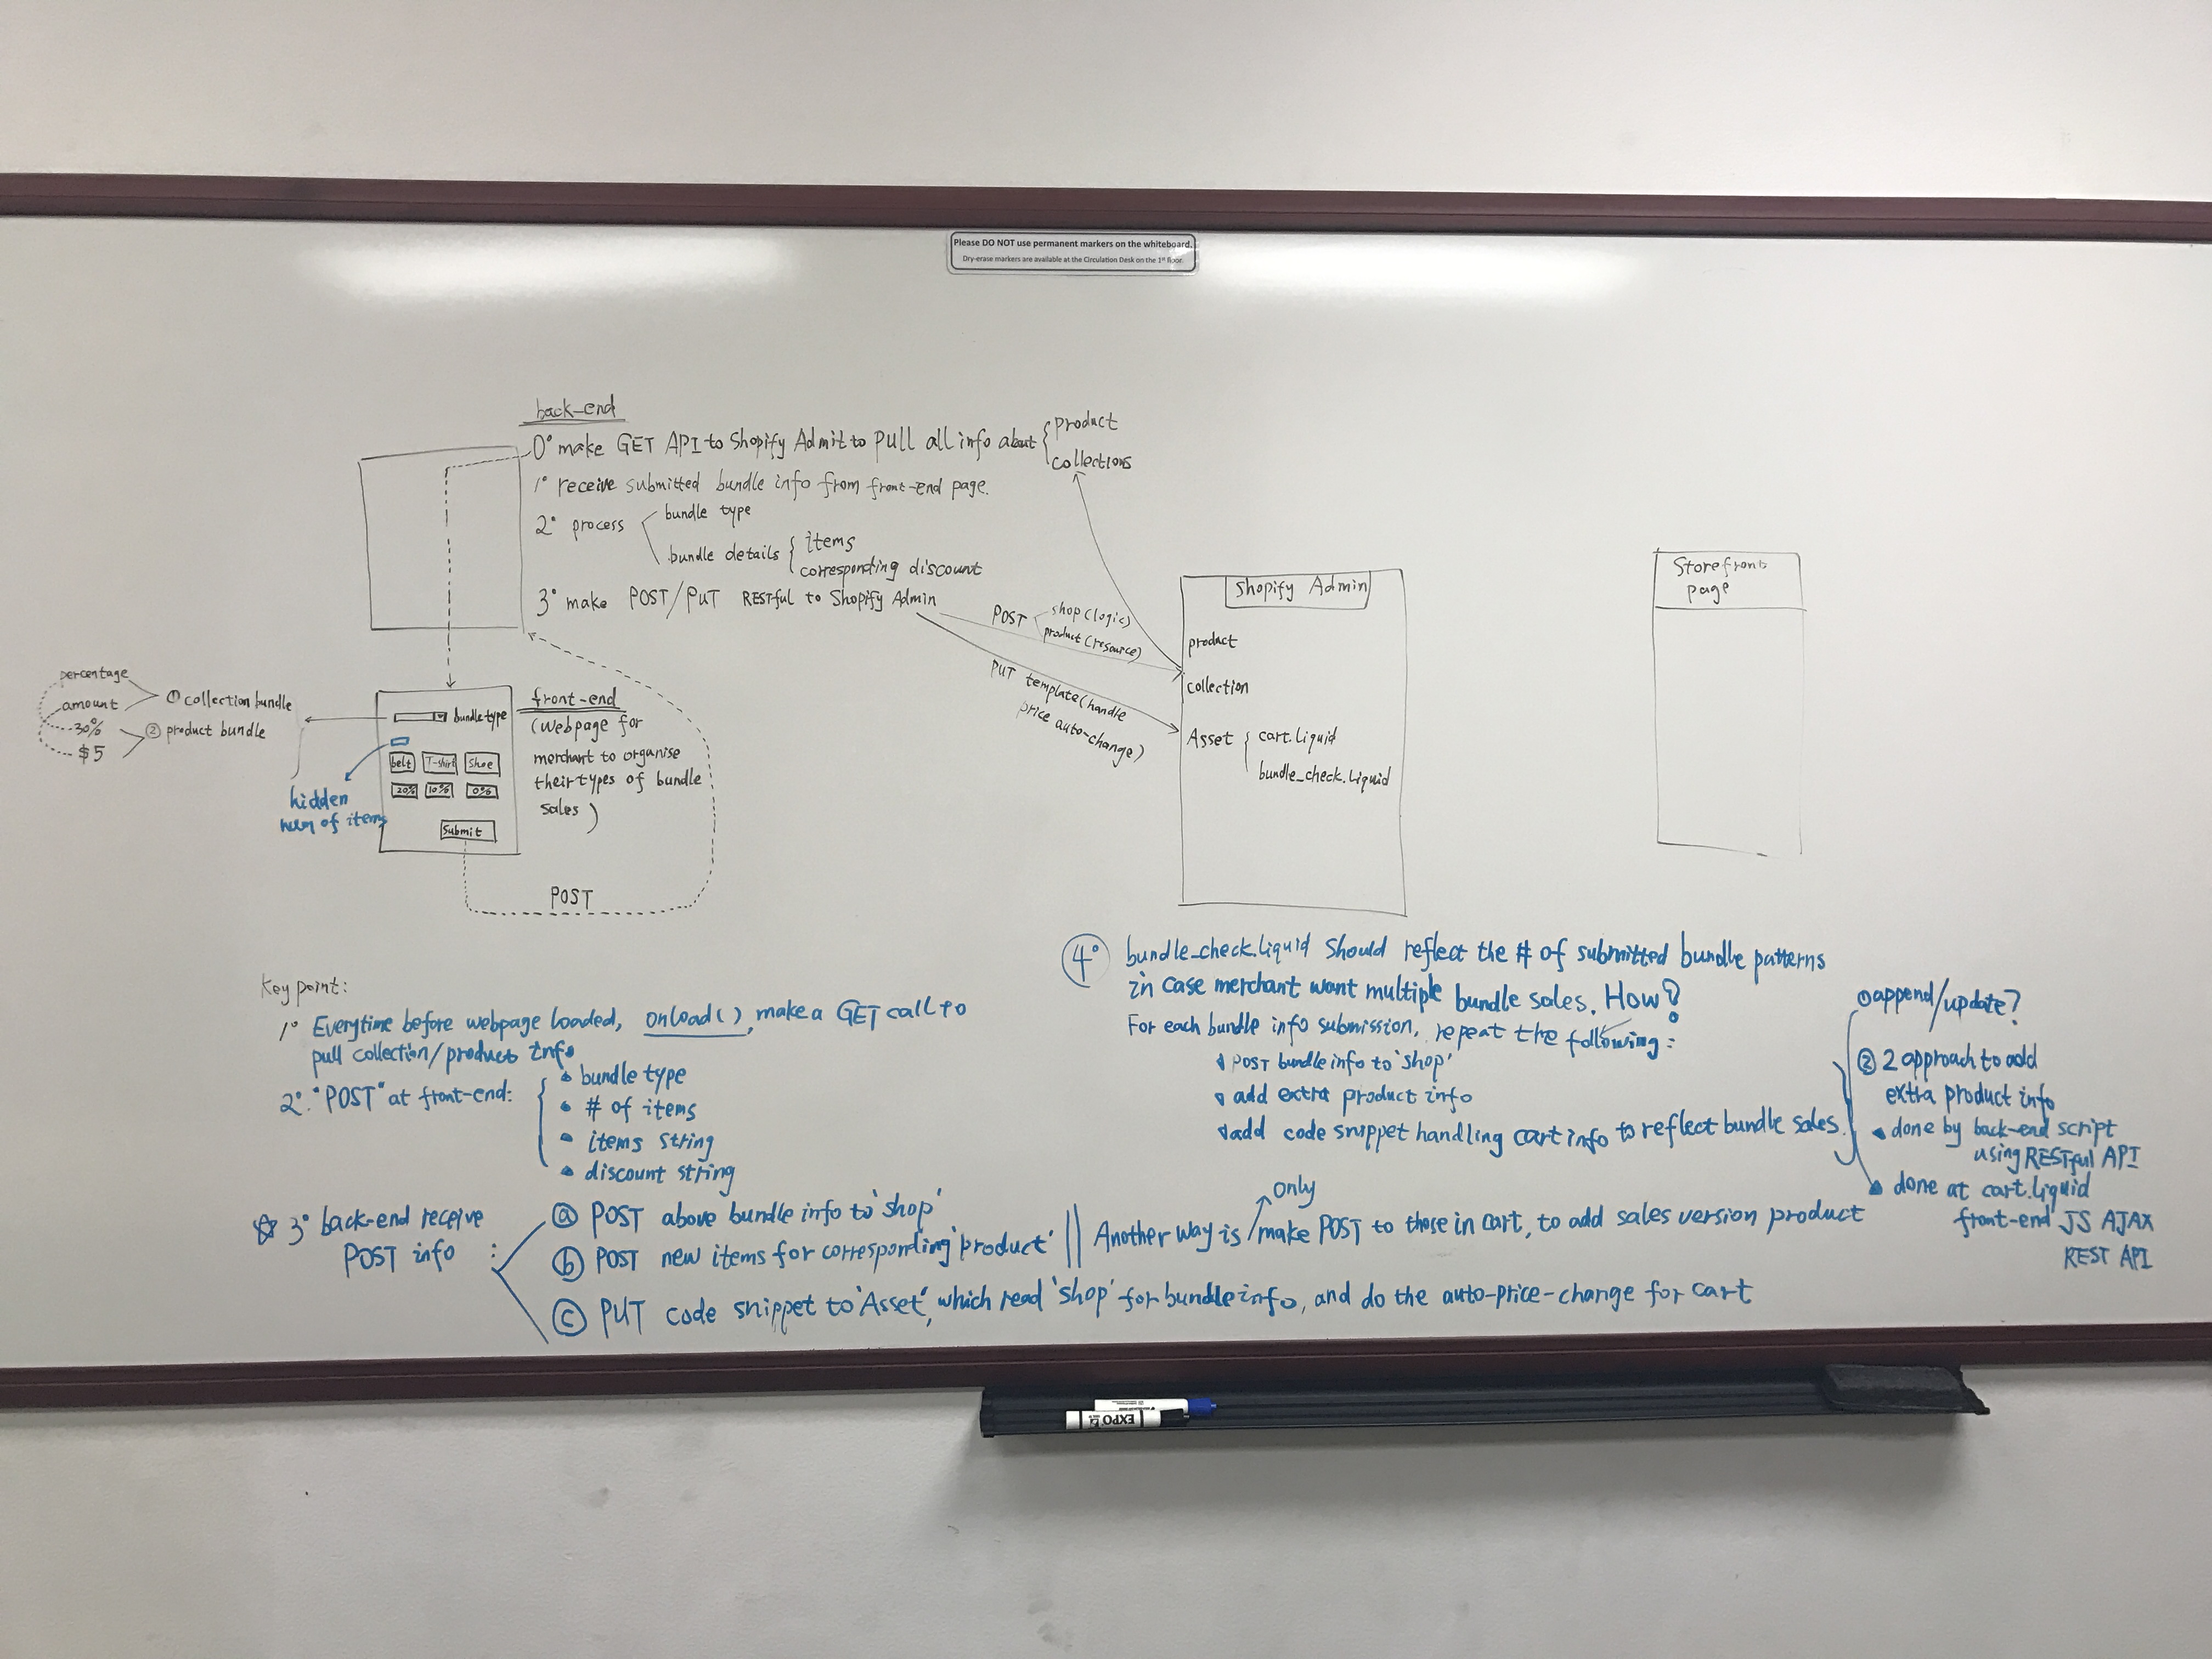 Please DO NOT use permanent markers on the whiteboard.
Dry-erase markers are available at the Circulation Desk on the 1st floor.
back-end
0° make GET API to Shopify Admit to pull all info about { product
collections
1° receive submitted bundle info from front-end page.
2° process
bundle type
bundle details { items
corresponding discount
3° make POST/PUT RESTful to Shopify Admin
POST
shop (logic)
product (resource)
PUT template (handle
price auto-change)
Shopify Admin
product
collection
Asset { cart.liquid
bundle_check.liquid
Storefront
page
percentage
amount
30%
$5
① collection bundle
② product bundle
bundle type
belt T-shirt Shoe
20% 10% 0%
Submit
hidden
num of items
front-end
(webpage for
merchant to organise
their types of bundle
sales)
POST
Key point:
1° Everytime before webpage loaded, onload(), make a GET call to
pull collection/product info
2°. "POST" at front-end:
• bundle type
• # of items
• items string
• discount string
☆ 3° back-end receive
POST info :
ⓐ POST above bundle info to 'shop'
ⓑ POST new items for corresponding 'product' || Another way is only make POST to those in cart, to add sales version product
ⓒ PUT code snippet to 'Asset', which read 'shop' for bundle info, and do the auto-price-change for cart
4° bundle_check.liquid should reflect the # of submitted bundle patterns
in case merchant want multiple bundle sales. How?
For each bundle info submission, repeat the following:
• POST bundle info to 'shop'
• add extra product info
• add code snippet handling cart info to reflect bundle sales.
① append/update?
② 2 approach to add
extra product info
• done by back-end script
using RESTful API
• done at cart.liquid
front-end JS AJAX
REST API
EXPO